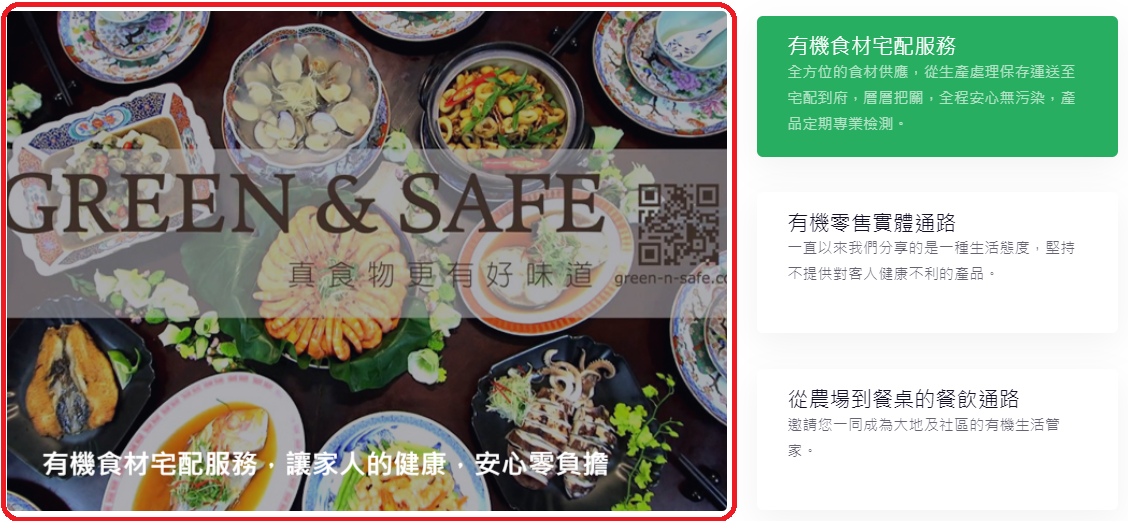 GREEN & SAFE
真食物更有好味道
green-n-safe.co
有機食材宅配服務，讓家人的健康，安心零負擔
有機食材宅配服務
全方位的食材供應，從生產處理保存運送至
宅配到府，層層把關，全程安心無污染，產
品定期專業檢測。
有機零售實體通路
一直以來我們分享的是一種生活態度，堅持
不提供對客人健康不利的產品。
從農場到餐桌的餐飲通路
邀請您一同成為大地及社區的有機生活管
家。